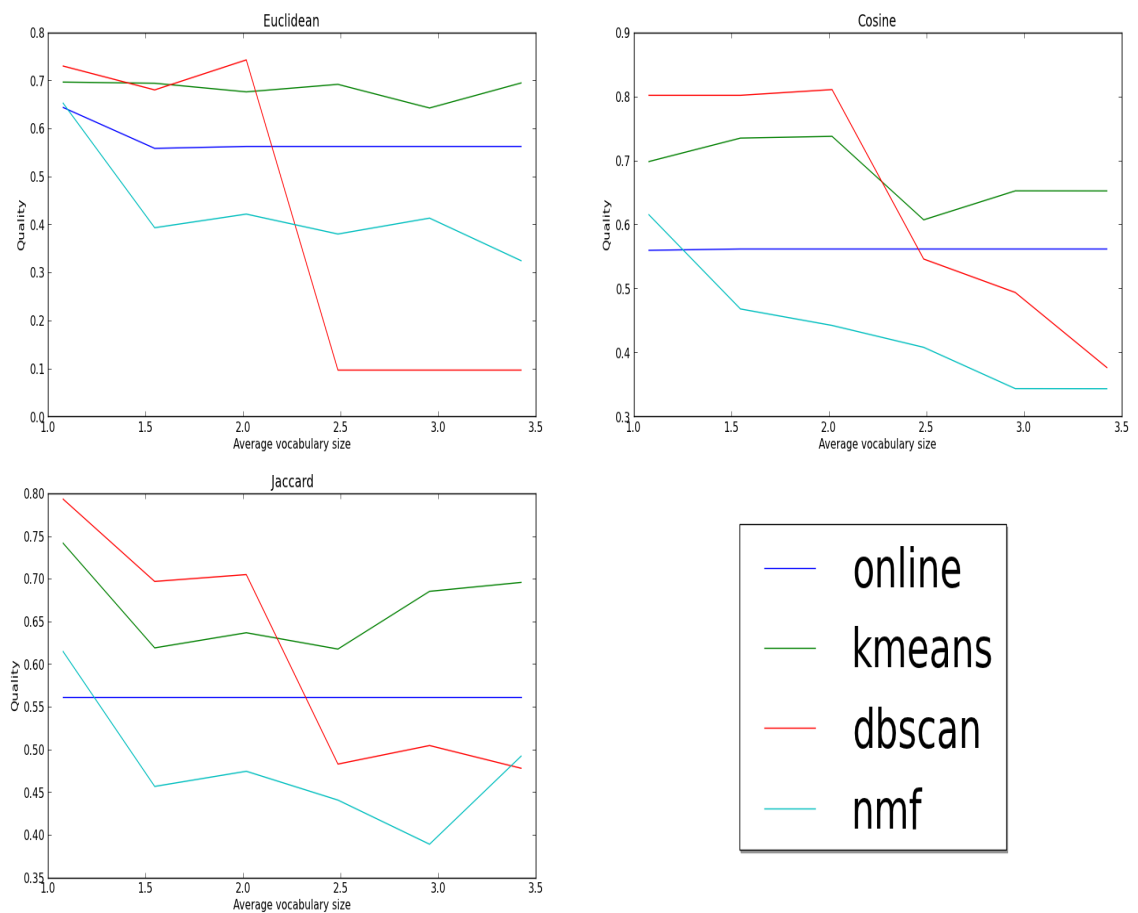 Euclidean
0.8
0.7
0.6
0.5
0.4
0.3
0.2
0.1
0.0
Quality
1.0 1.5 2.0 2.5 3.0 3.5
Average vocabulary size
Cosine
0.9
0.8
0.7
0.6
0.5
0.4
0.3
Quality
1.0 1.5 2.0 2.5 3.0 3.5
Average vocabulary size
Jaccard
0.80
0.75
0.70
0.65
0.60
0.55
0.50
0.45
0.40
0.35
Quality
1.0 1.5 2.0 2.5 3.0 3.5
Average vocabulary size
online
kmeans
dbscan
nmf